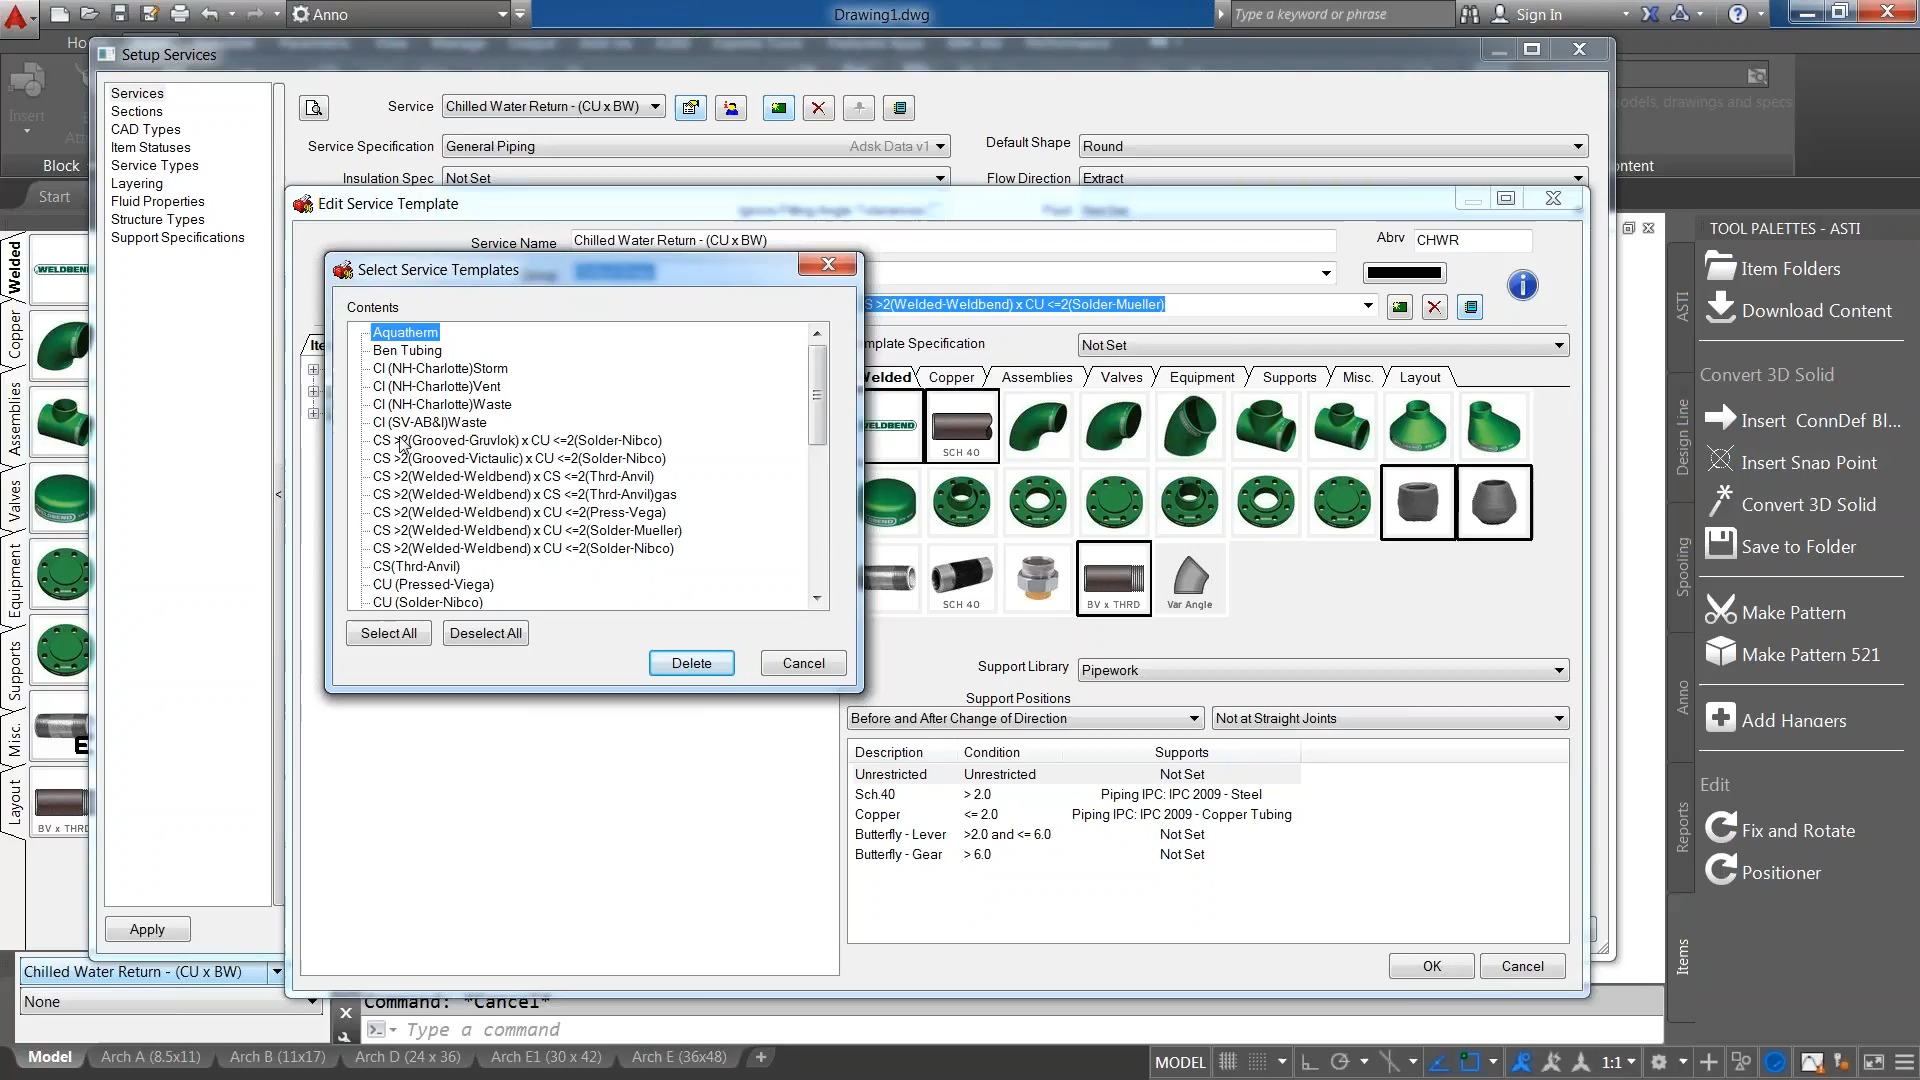 Anno
Drawing1.dwg
Type a keyword or phrase
Sign In
Setup Services
Insert
Block
Start
models, drawings and specs
Services
Sections
CAD Types
Item Statuses
Service Types
Layering
Fluid Properties
Structure Types
Support Specifications
Apply
Service
Chilled Water Return - (CU x BW)
Service Specification
General Piping
Adsk Data v1
Default Shape
Round
Insulation Spec
Not Set
Flow Direction
Extract
Edit Service Template
Service Name
Chilled Water Return - (CU x BW)
Abrv
CHWR
>2(Welded-Weldbend) x CU <=2(Solder-Mueller)
Not Set
Copper
Assemblies
Valves
Equipment
Supports
Misc.
Layout
WELDBEND
SCH 40
SCH 40
BV x THRD
Var Angle
Support Library
Pipework
Support Positions
Before and After Change of Direction
Not at Straight Joints
Description Condition Supports
Unrestricted Unrestricted Not Set
Sch.40 > 2.0 Piping IPC: IPC 2009 - Steel
Copper <= 2.0 Piping IPC: IPC 2009 - Copper Tubing
Butterfly - Lever >2.0 and <= 6.0 Not Set
Butterfly - Gear > 6.0 Not Set
OK
Cancel
Select Service Templates
Contents
Aquatherm
Ben Tubing
CI (NH-Charlotte)Storm
CI (NH-Charlotte)Vent
CI (NH-Charlotte)Waste
CI (SV-AB&I)Waste
CS >2(Grooved-Gruvlok) x CU <=2(Solder-Nibco)
CS >2(Grooved-Victaulic) x CU <=2(Solder-Nibco)
CS >2(Welded-Weldbend) x CS <=2(Thrd-Anvil)
CS >2(Welded-Weldbend) x CS <=2(Thrd-Anvil)gas
CS >2(Welded-Weldbend) x CU <=2(Press-Vega)
CS >2(Welded-Weldbend) x CU <=2(Solder-Mueller)
CS >2(Welded-Weldbend) x CU <=2(Solder-Nibco)
CS(Thrd-Anvil)
CU (Pressed-Viega)
CU (Solder-Nibco)
Select All
Deselect All
Delete
Cancel
Welded
Copper
Assemblies
Valves
Equipment
Supports
Misc.
Layout
WELDBEND
BV x THRD
Chilled Water Return - (CU x BW)
None
Command: *Cancel*
Type a command
Model
Arch A (8.5x11)
Arch B (11x17)
Arch D (24 x 36)
Arch E1 (30 x 42)
Arch E (36x48)
MODEL
1:1
TOOL PALETTES - ASTI
Item Folders
Download Content
Convert 3D Solid
Insert ConnDef Bl...
Insert Snap Point
Convert 3D Solid
Save to Folder
Make Pattern
Make Pattern 521
Add Hangers
Edit
Fix and Rotate
Positioner
ASTI
Design Line
Spooling
Anno
Reports
Items